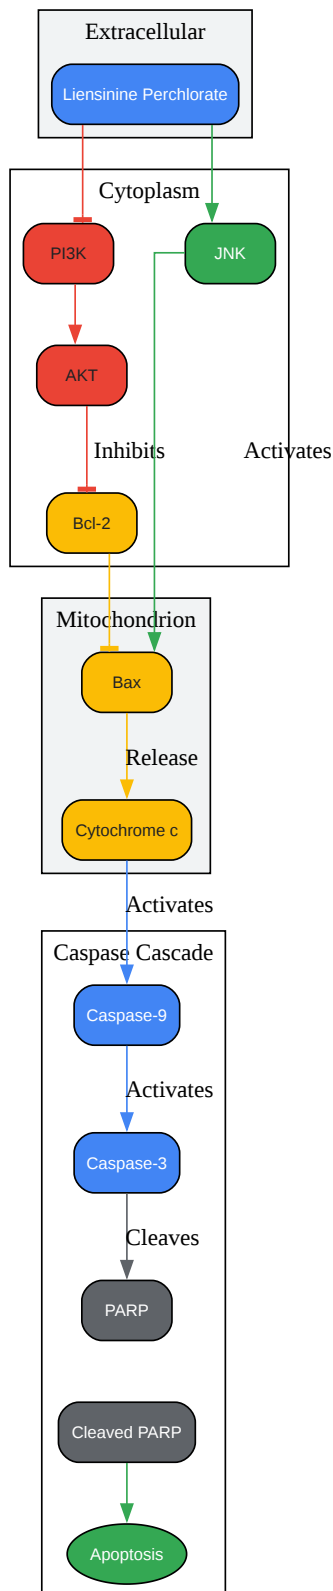 Extracellular
Liensinine Perchlorate
Cytoplasm
PI3K
JNK
AKT
Inhibits
Activates
Bcl-2
Mitochondrion
Bax
Release
Cytochrome c
Activates
Caspase Cascade
Caspase-9
Activates
Caspase-3
Cleaves
PARP
Cleaved PARP
Apoptosis